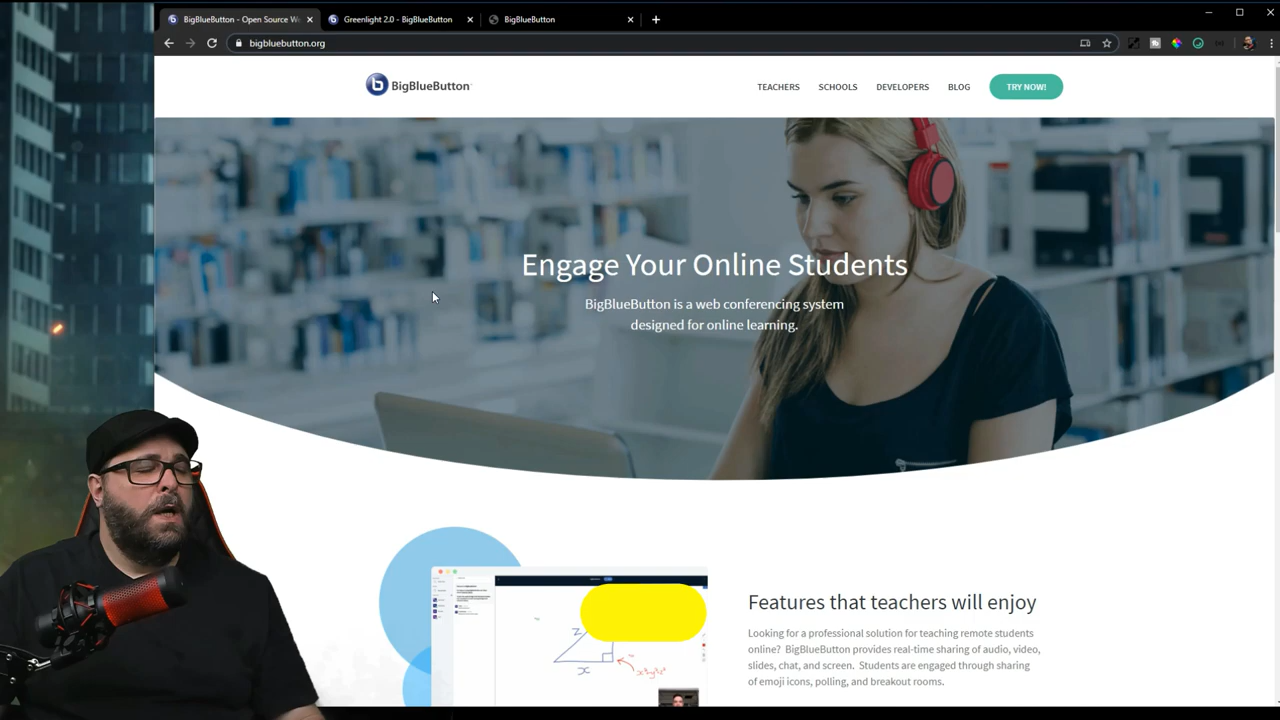 BigBlueButton - Open Source W
Greenlight 2.0 - BigBlueButton
BigBlueButton
bigbluebutton.org
BigBlueButton
TEACHERS
SCHOOLS
DEVELOPERS
BLOG
TRY NOW!
Engage Your Online Students
BigBlueButton is a web conferencing system
designed for online learning.
Features that teachers will enjoy
Looking for a professional solution for teaching remote students
online? BigBlueButton provides real-time sharing of audio, video,
slides, chat, and screen. Students are engaged through sharing
of emoji icons, polling, and breakout rooms.
Z
X